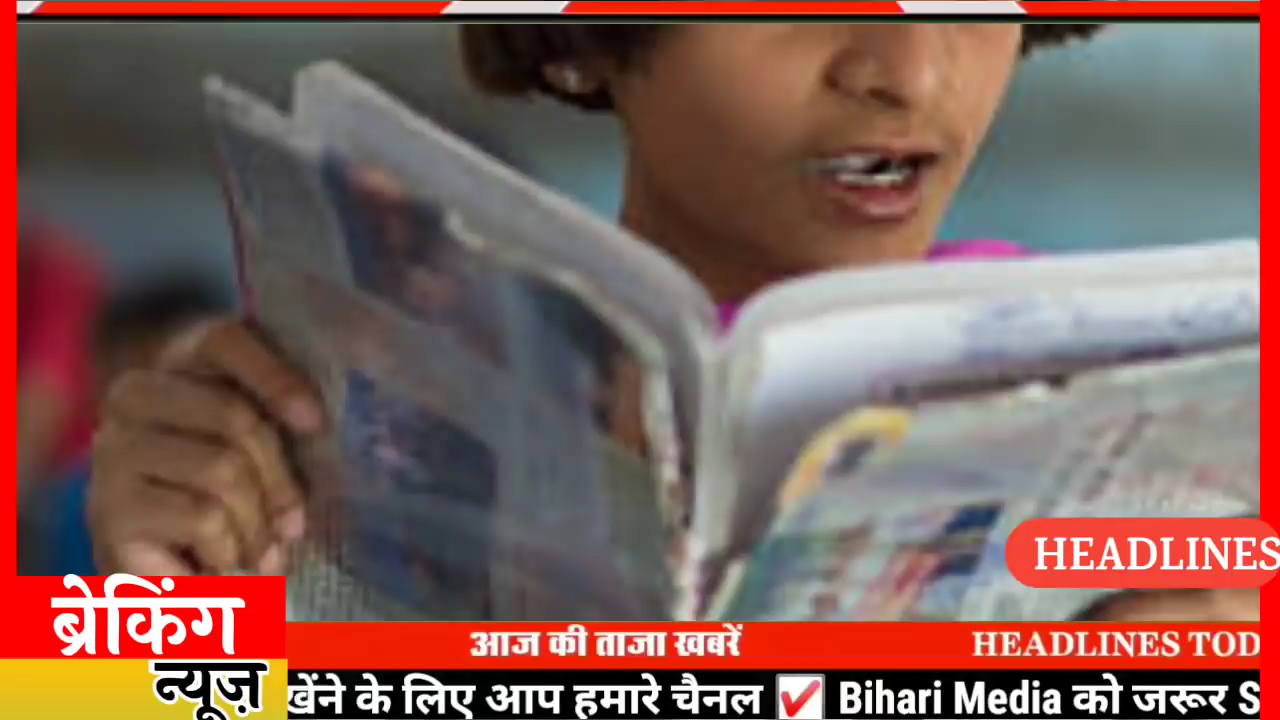 HEADLINES
ब्रेकिंग
न्यूज़
आज की ताजा खबरें HEADLINES TOD
खेंने के लिए आप हमारे चैनल ✅ Bihari Media को जरूर S